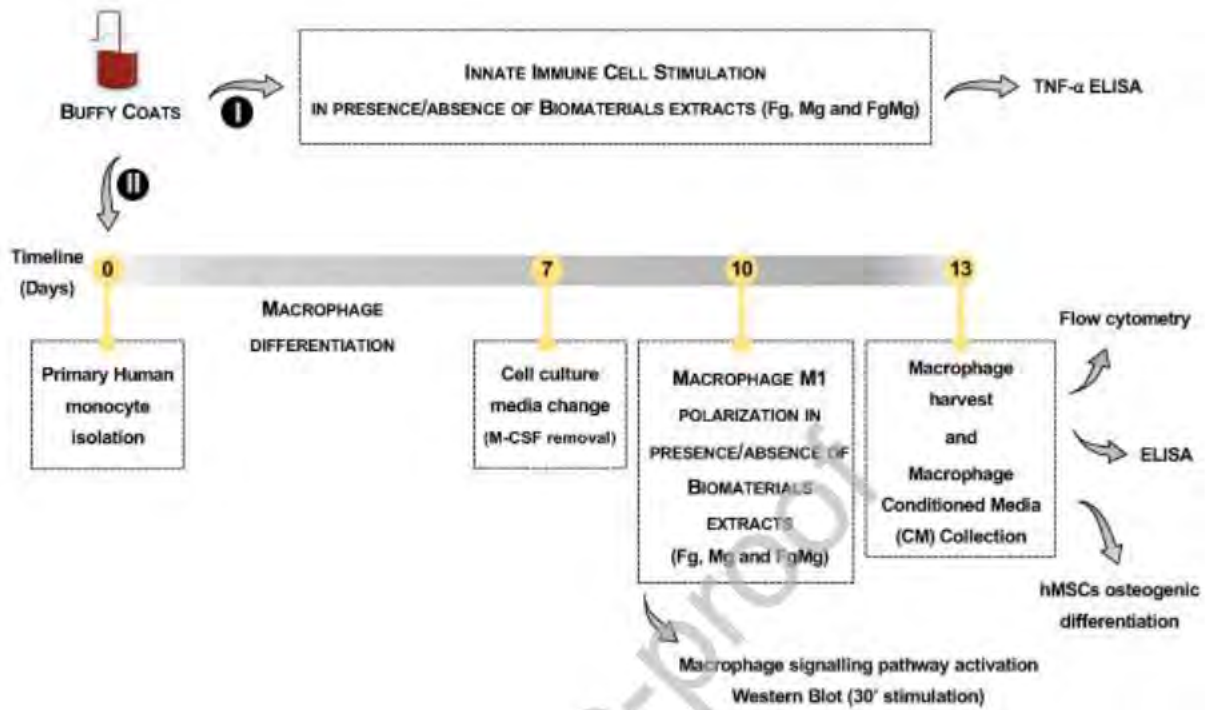 INNATE IMMUNE CELL STIMULATION
IN PRESENCE/ABSENCE OF BIOMATERIALS EXTRACTS (Fg, Mg and FgMg)
TNF-α ELISA
BUFFY COATS
I
II
Timeline
(Days)
0
7
10
13
MACROPHAGE
DIFFERENTIATION
Primary Human
monocyte
isolation
Cell culture
media change
(M-CSF removal)
MACROPHAGE M1
POLARIZATION IN
PRESENCE/ABSENCE OF
BIOMATERIALS
EXTRACTS
(Fg, Mg and FgMg)
Macrophage
harvest
and
Macrophage
Conditioned Media
(CM) Collection
Flow cytometry
ELISA
hMSCs osteogenic
differentiation
Macrophage signalling pathway activation
Western Blot (30' stimulation)
-proof